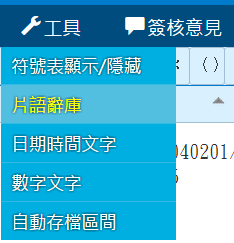 工具 簽核意見
符號表顯示/隱藏
（）
片語辭庫
日期時間文字
040201/
數字文字
自動存檔區間